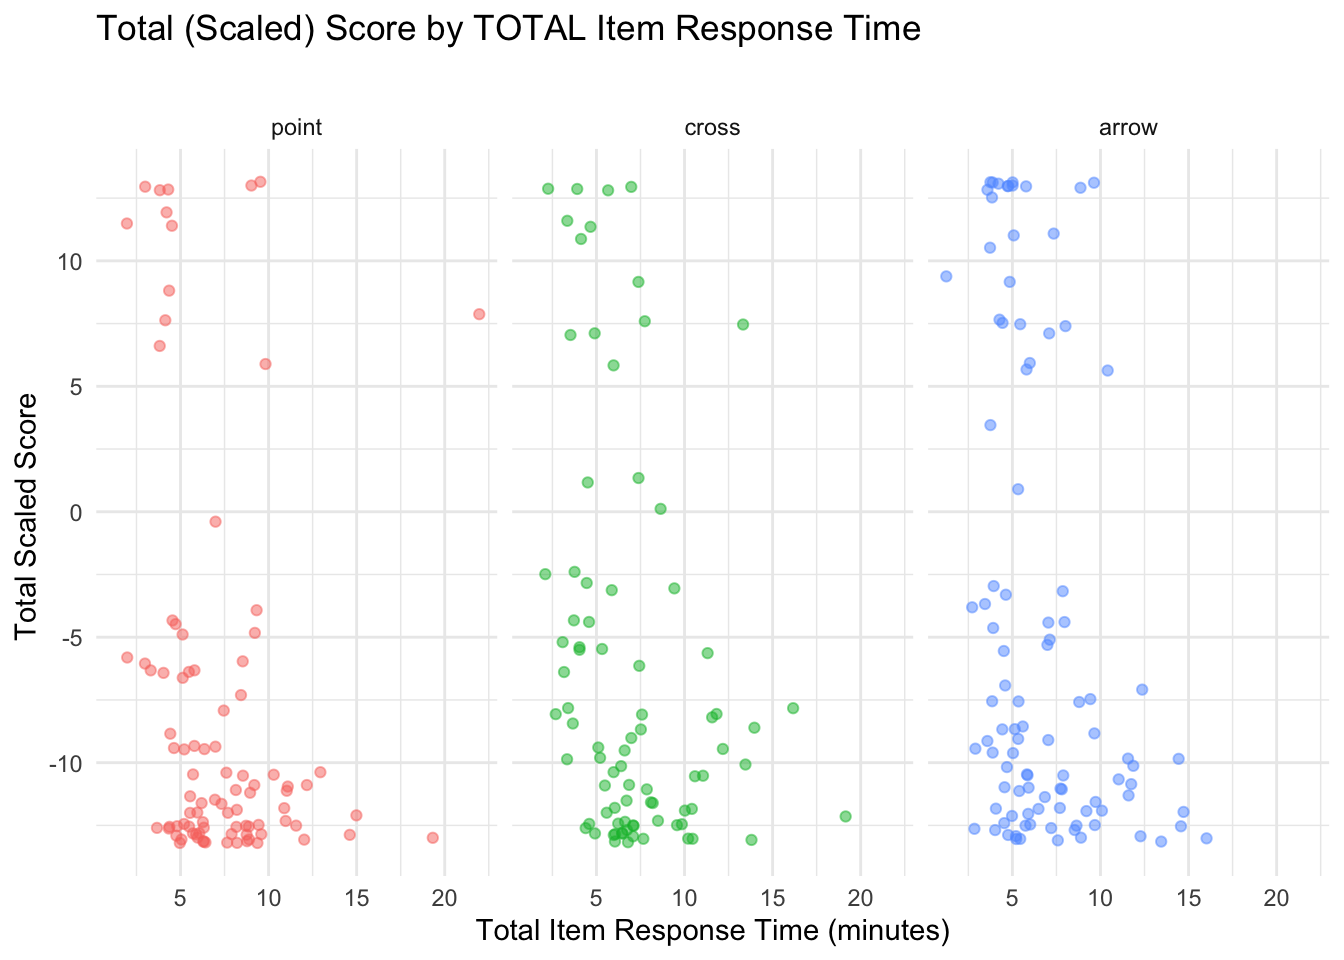 Total (Scaled) Score by TOTAL Item Response Time
point
cross
arrow
Total Scaled Score
10
5
0
-5
-10
5 10 15 20
5 10 15 20
5 10 15 20
Total Item Response Time (minutes)